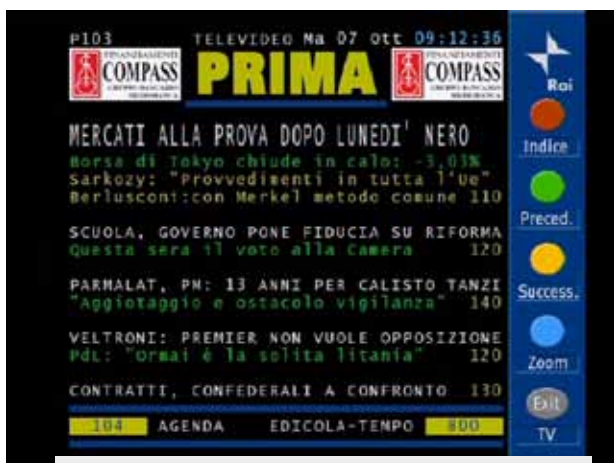 P103 TELEVIDEO Ma 07 Ott 09:12:36
FINANZIAMENTI
COMPASS
GRUPPO BANCARIO
MEDIOBANCA
PRIMA
FINANZIAMENTI
COMPASS
GRUPPO BANCARIO
MEDIOBANCA
MERCATI ALLA PROVA DOPO LUNEDI' NERO
Borsa di Tokyo chiude in calo: -3,03%
Sarkozy: "Provvedimenti in tutta l'Ue"
Berlusconi:con Merkel metodo comune 110
SCUOLA, GOVERNO PONE FIDUCIA SU RIFORMA
Questa sera il voto alla Camera 120
PARMALAT, PM: 13 ANNI PER CALISTO TANZI
"Aggiotaggio e ostacolo vigilanza" 140
VELTRONI: PREMIER NON VUOLE OPPOSIZIONE
PdL: "Ormai è la solita litania" 120
CONTRATTI, CONFEDERALI A CONFRONTO 130
104 AGENDA EDICOLA-TEMPO 800
Rai
Indice
Preced.
Success.
Zoom
Exit
TV